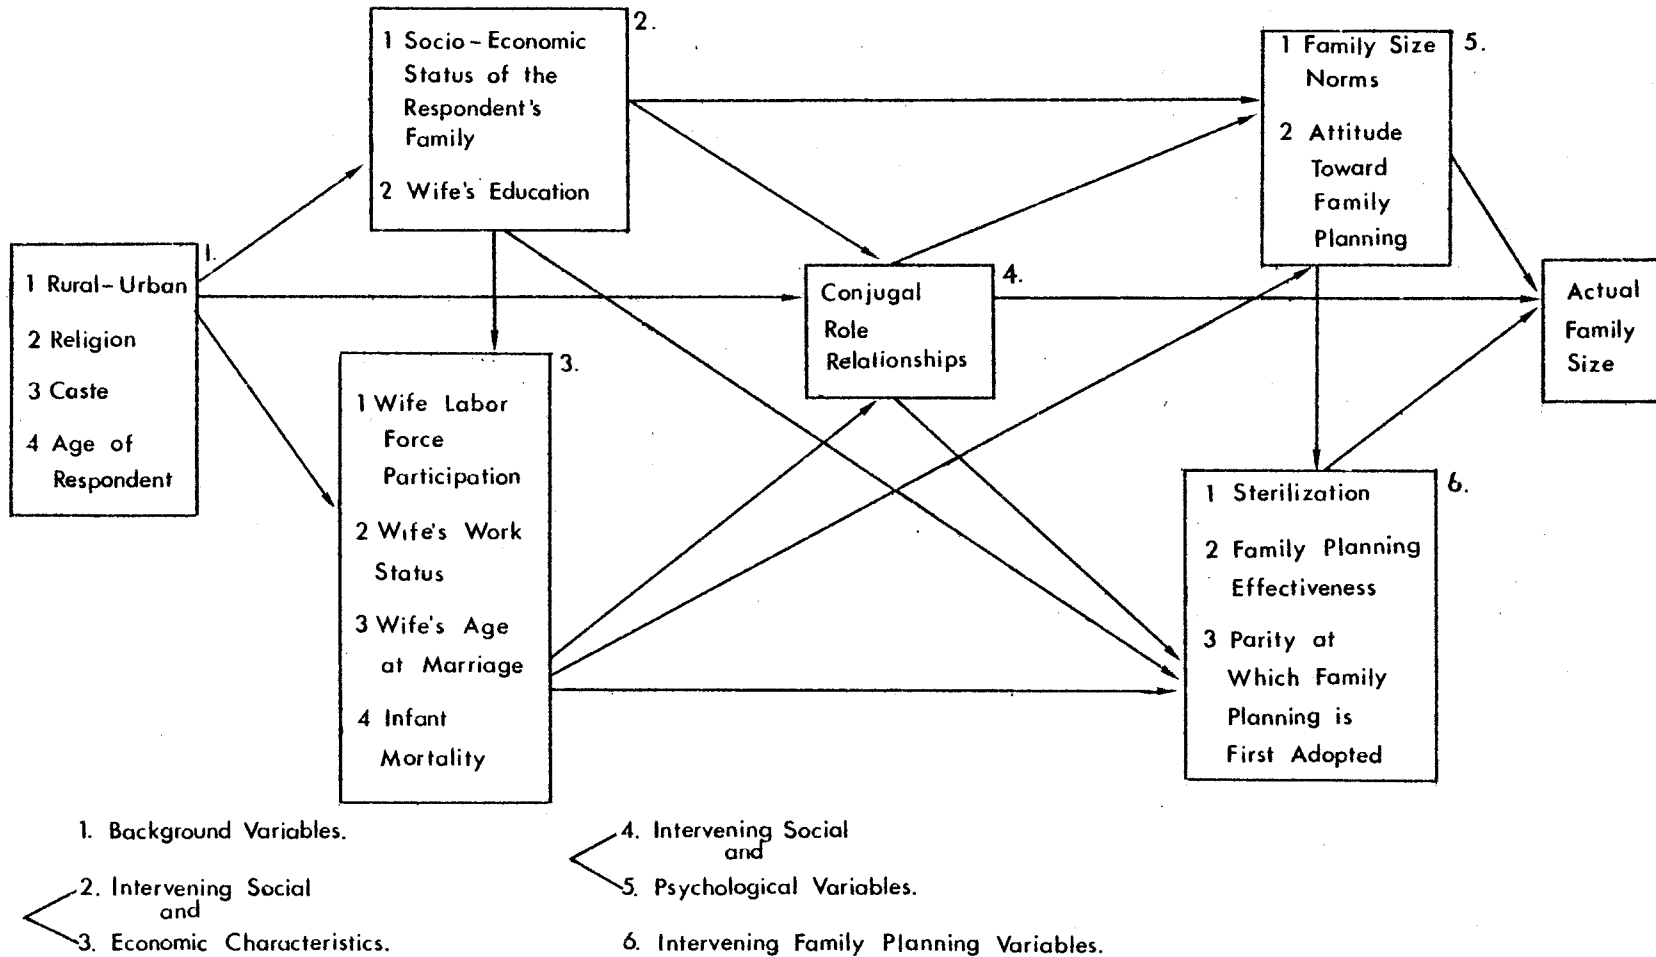 1.
1 Rural-Urban
2 Religion
3 Caste
4 Age of
Respondent
2.
1 Socio-Economic
Status of the
Respondent's
Family
2 Wife's Education
3.
1 Wife Labor
Force
Participation
2 Wife's Work
Status
3 Wife's Age
at Marriage
4 Infant
Mortality
4.
Conjugal
Role
Relationships
5.
1 Family Size
Norms
2 Attitude
Toward
Family
Planning
6.
1 Sterilization
2 Family Planning
Effectiveness
3 Parity at
Which Family
Planning is
First Adopted
Actual
Family
Size
1. Background Variables.
2. Intervening Social
and
3. Economic Characteristics.
4. Intervening Social
and
5. Psychological Variables.
6. Intervening Family Planning Variables.